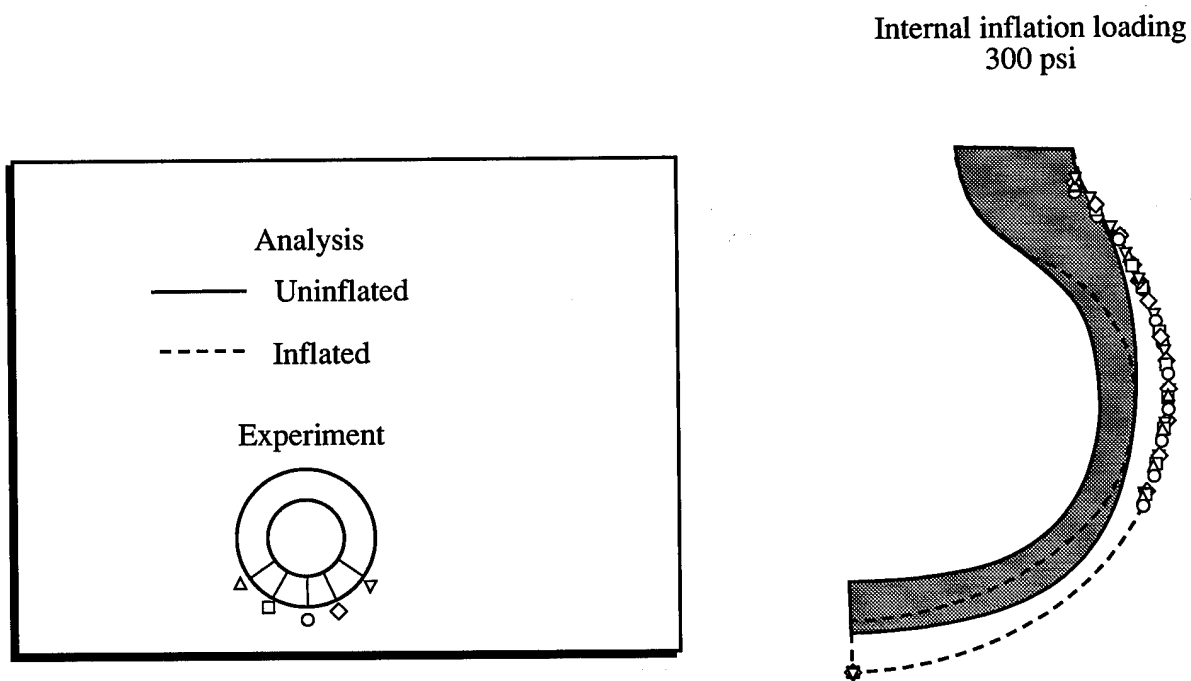 Internal inflation loading
300 psi
Analysis
Uninflated
Inflated
Experiment